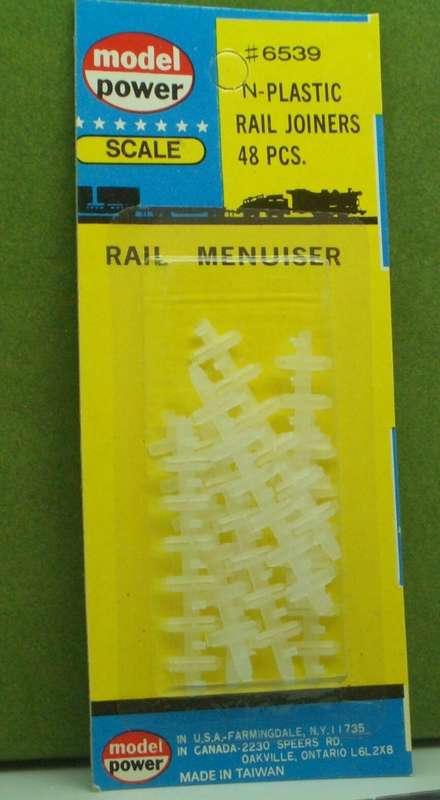 model
power
#6539
N-PLASTIC
RAIL JOINERS
48 PCS.
SCALE
RAIL MENUISER
model
power
IN U.S.A.-FARMINGDALE, N.Y. 11735
IN CANADA-2230 SPEERS RD.
OAKVILLE, ONTARIO L6L2X8
MADE IN TAIWAN